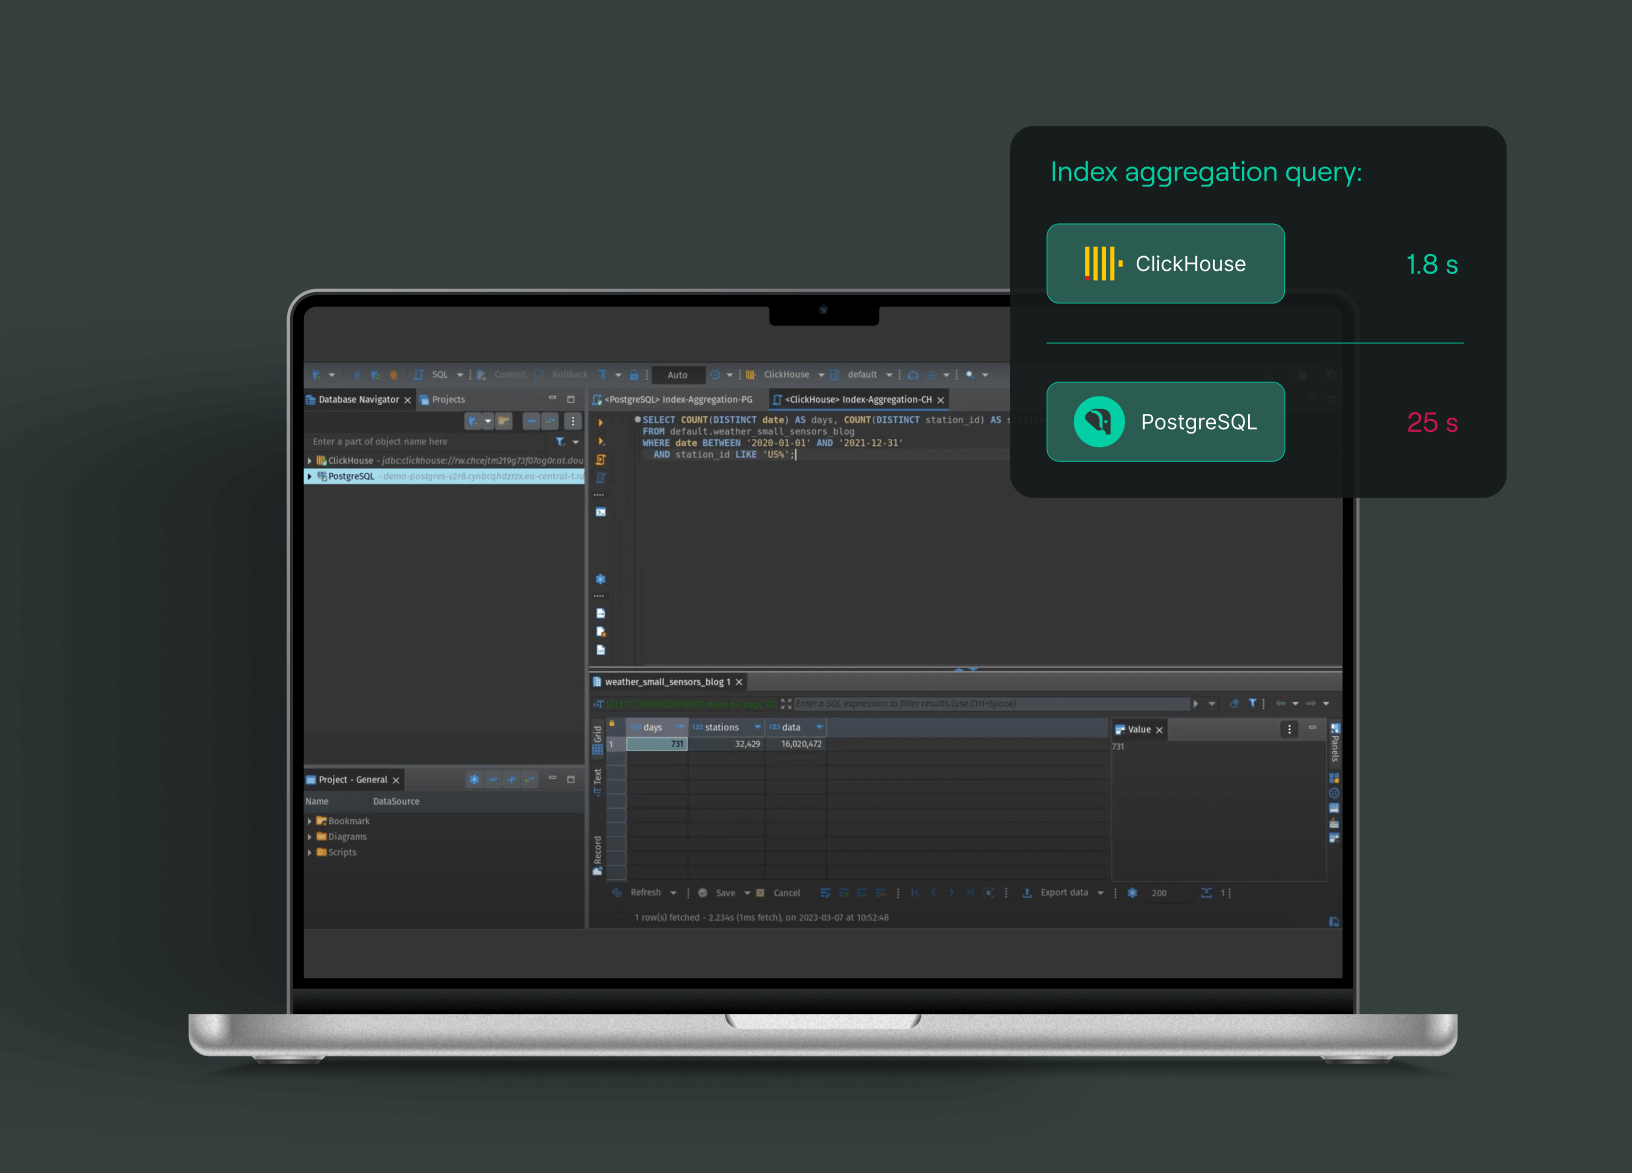 Index aggregation query:
ClickHouse 1.8 s
PostgreSQL 25 s
SQL Commit Rollback Auto ClickHouse default
Database Navigator Projects
<PostgreSQL> Index-Aggregation-PG <ClickHouse> Index-Aggregation-CH
Enter a part of object name here
ClickHouse - jdbc:clickhouse://rw.chcejtm219g73f07og0r.at.dou
PostgreSQL - demo-postgres-v2r8.cynbcqhdzrzx.eu-central-1.rd
SELECT COUNT(DISTINCT date) AS days, COUNT(DISTINCT station_id) AS
FROM default.weather_small_sensors_blog
WHERE date BETWEEN '2020-01-01' AND '2021-12-31'
AND station_id LIKE 'US%';
weather_small_sensors_blog 1
Enter a SQL expression to filter results (use Ctrl+Space)
Grid
Text
Record
123 days 123 stations 123 data
1 731 32,429 16,020,472
Value
731
Panels
Project - General
Name DataSource
Bookmark
Diagrams
Scripts
Refresh Save Cancel Export data 200 1
1 row(s) fetched - 2.234s (1ms fetch), on 2023-03-07 at 10:52:48